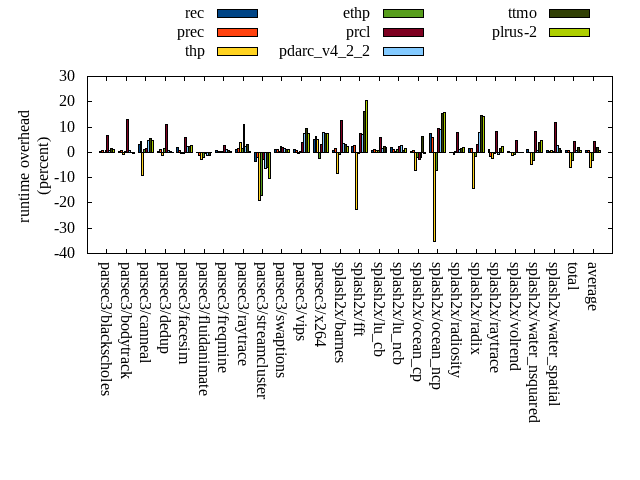 rec
prec
thp
ethp
prcl
pdarc_v4_2_2
ttmo
plrus-2
runtime overhead
(percent)
30
20
10
0
-10
-20
-30
-40
parsec3/blackscholes
parsec3/bodytrack
parsec3/canneal
parsec3/dedup
parsec3/facesim
parsec3/fluidanimate
parsec3/freqmine
parsec3/raytrace
parsec3/streamcluster
parsec3/swaptions
parsec3/vips
parsec3/x264
splash2x/barnes
splash2x/fft
splash2x/lu_cb
splash2x/lu_ncb
splash2x/ocean_cp
splash2x/ocean_ncp
splash2x/radiosity
splash2x/radix
splash2x/raytrace
splash2x/volrend
splash2x/water_nsquared
splash2x/water_spatial
total
average